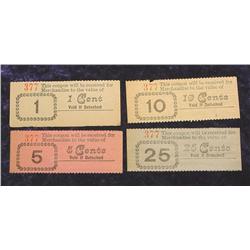 377 This coupon will be received for
Merchandise to the value of
1 1 Cent
Void if Detached
377 This coupon will be received for
Merchandise to the value of
10 10 Cents
Void if Detached
377 This coupon will be received for
Merchandise to the value of
5 5 Cents
Void if Detached
377 This coupon will be received for
Merchandise to the value of
25 25 Cents
Void if Detached